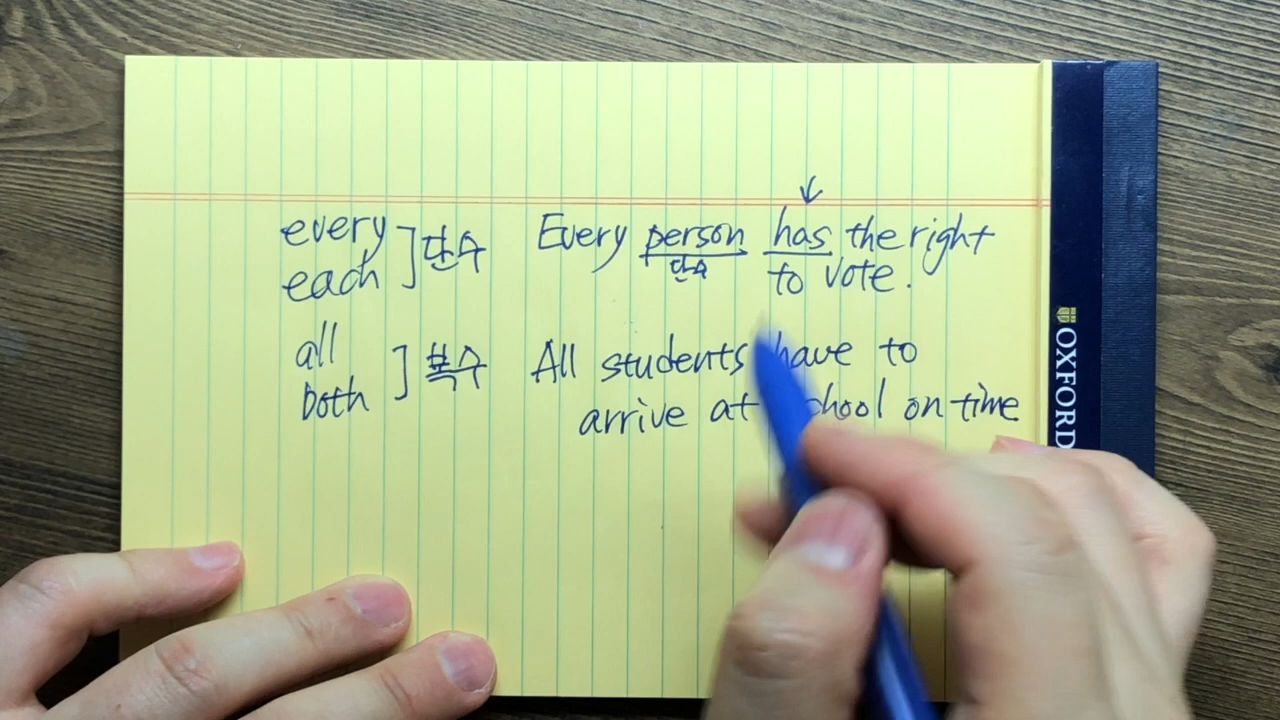 every
each
단수
Every person has the right
단수
to vote.
all
both
복수
All students have to
arrive at school on time
OXFORD